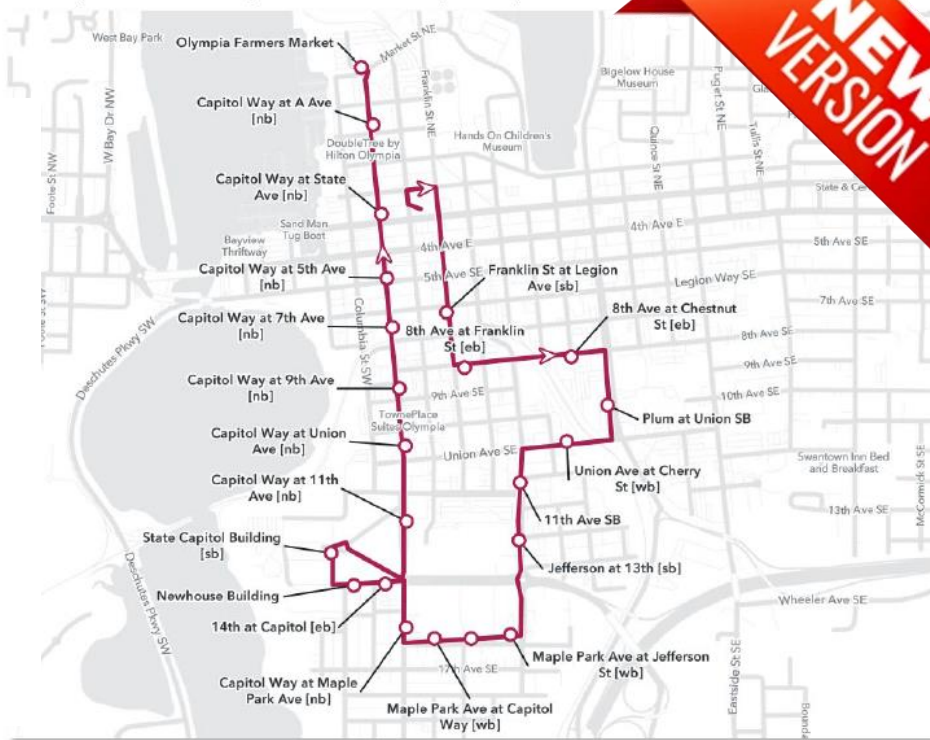 NEW
VERSION
West Bay Park
Olympia Farmers Market
Market St NE
W Bay Dr NW
Franklin St NE
Bigelow House
Museum
Puget St NE
Capitol Way at A Ave
[nb]
DoubleTree by
Hilton Olympia
Hands On Children's
Museum
Quince St NE
Tullis St NE
Foote St NW
Capitol Way at State
Ave [nb]
Sand Man
Tug Boat
4th Ave E
4th Ave E
5th Ave SE
Bayview
Thriftway
Capitol Way at 5th Ave
[nb]
5th Ave SE
Franklin St at Legion
Ave [sb]
Legion Way SE
7th Ave SE
Capitol Way at 7th Ave
[nb]
Columbia St SW
8th Ave at Franklin
St [eb]
8th Ave at Chestnut
St [eb]
8th Ave SE
Deschutes Pkwy SW
9th Ave SE
9th Ave SE
10th Ave SE
Capitol Way at 9th Ave
[nb]
TownePlace
Suites Olympia
Plum at Union SB
Capitol Way at Union
Ave [nb]
Union Ave SE
Union Ave at Cherry
St [wb]
Swantown Inn Bed
and Breakfast
McCormick St SE
Capitol Way at 11th
Ave [nb]
11th Ave SB
13th Ave SE
State Capitol Building
[sb]
Jefferson at 13th [sb]
Newhouse Building
Wheeler Ave SE
14th at Capitol [eb]
Deschutes Pkwy SW
Maple Park Ave at Jefferson
St [wb]
17th Ave SE
Eastside St SE
Capitol Way at Maple
Park Ave [nb]
Maple Park Ave at Capitol
Way [wb]